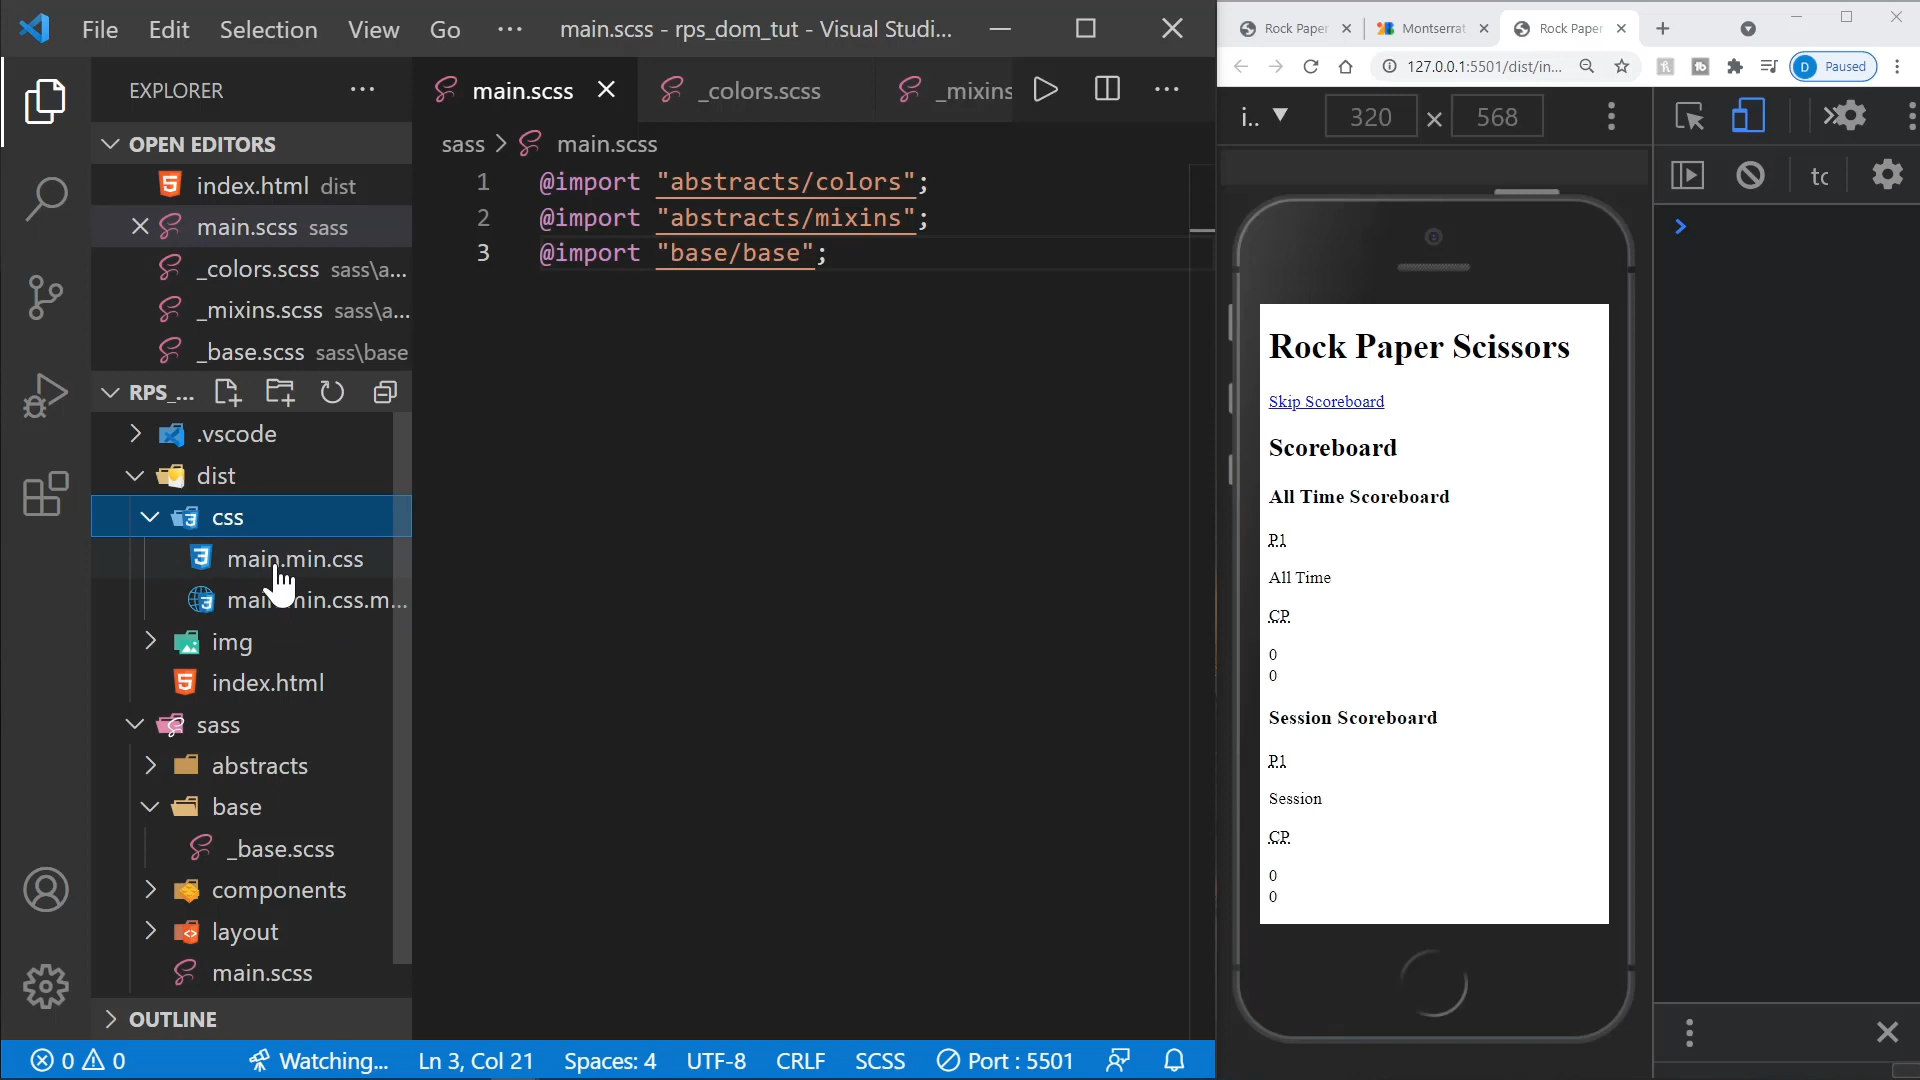 File Edit Selection View Go ··· main.scss - rps_dom_tut - Visual Studi...
EXPLORER
OPEN EDITORS
index.html dist
main.scss sass
_colors.scss sass\a...
_mixins.scss sass\a...
_base.scss sass\base
RPS_...
.vscode
dist
css
main.min.css
img
index.html
sass
abstracts
base
_base.scss
components
layout
main.scss
OUTLINE
main.scss _colors.scss _mixins
sass > main.scss
1 @import "abstracts/colors";
2 @import "abstracts/mixins";
3 @import "base/base";
0 0 Watching... Ln 3, Col 21 Spaces: 4 UTF-8 CRLF SCSS Port : 5501
Rock Paper Montserrat Rock Paper
127.0.0.1:5501/dist/in... D Paused
i.. 320 × 568
tc
Rock Paper Scissors
Skip Scoreboard
Scoreboard
All Time Scoreboard
P1
All Time
CP
0
0
Session Scoreboard
P1
Session
CP
0
0